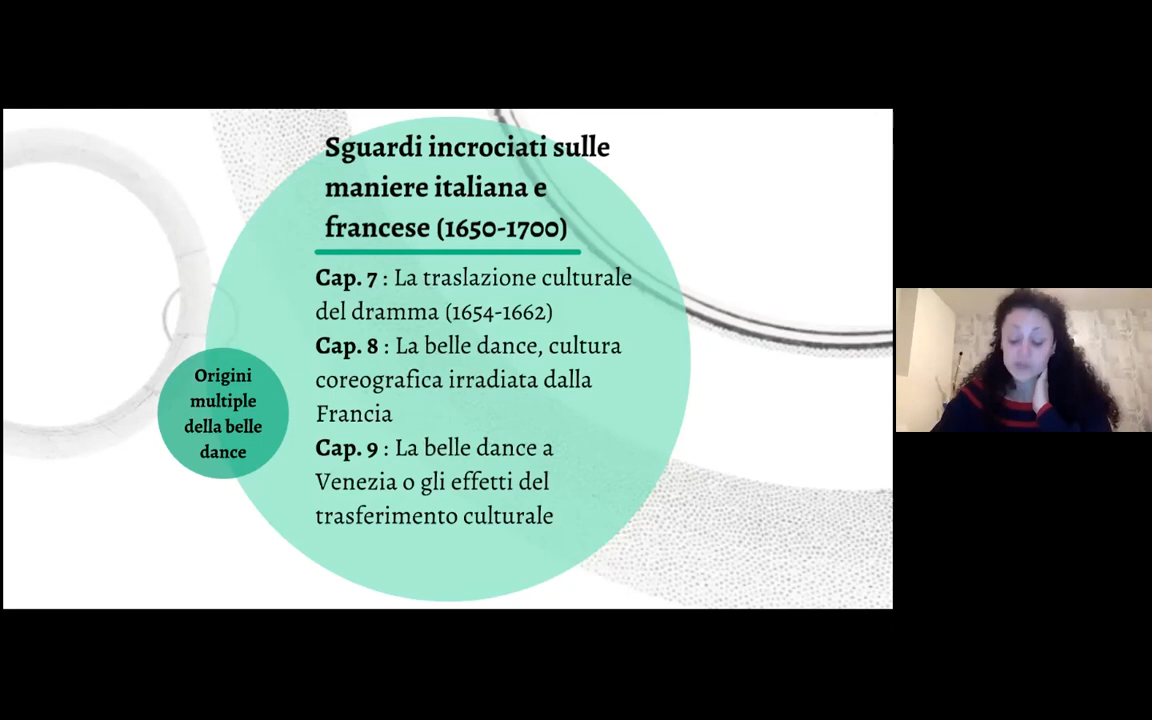 Sguardi incrociati sulle
maniere italiana e
francese (1650-1700)
Cap. 7 : La traslazione culturale
del dramma (1654-1662)
Cap. 8 : La belle dance, cultura
coreografica irradiata dalla
Francia
Cap. 9 : La belle dance a
Venezia o gli effetti del
trasferimento culturale
Origini
multiple
della belle
dance